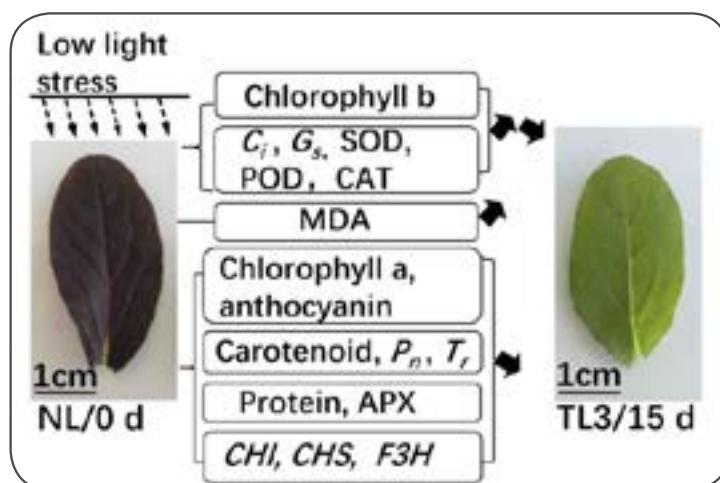 Low light
stress
Chlorophyll b
Cᵢ, Gₛ, SOD,
POD, CAT
MDA
Chlorophyll a,
anthocyanin
Carotenoid, Pₙ, Tᵣ
Protein, APX
CHI, CHS, F3H
1cm
NL/0 d
1cm
TL3/15 d